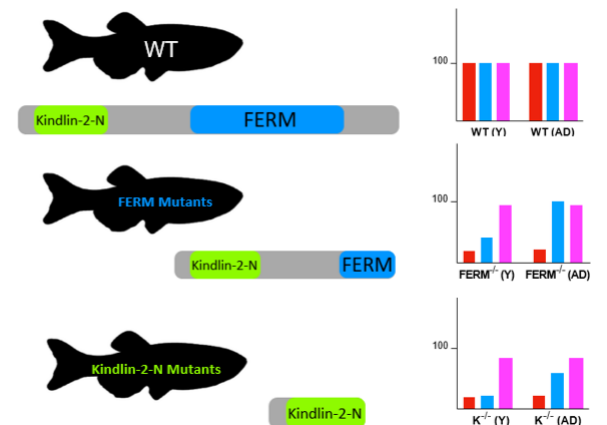 WT
Kindlin-2-N FERM
100
WT (Y) WT (AD)
FERM Mutants
Kindlin-2-N FERM
100
FERM-/- (Y) FERM-/- (AD)
Kindlin-2-N Mutants
Kindlin-2-N
100
K-/- (Y) K-/- (AD)